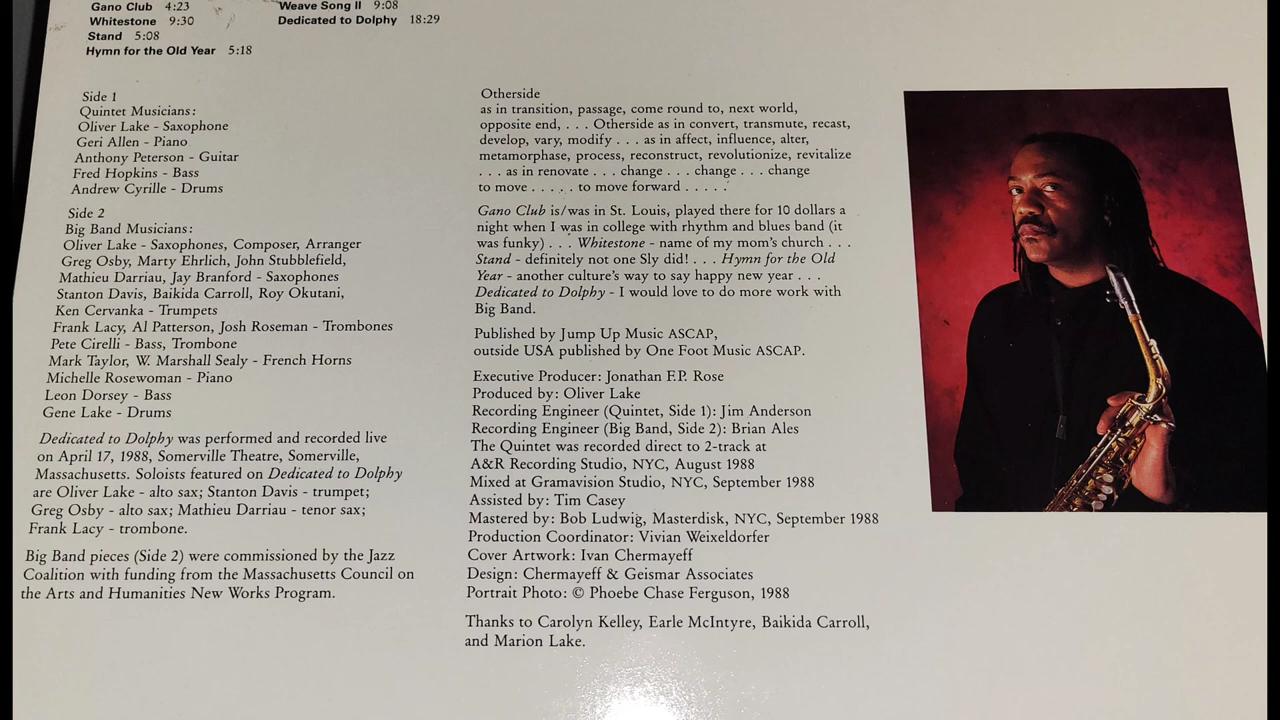 Gano Club 4:23
Whitestone 9:30
Stand 5:08
Hymn for the Old Year 5:18
Weave Song II 9:08
Dedicated to Dolphy 18:29
Side 1
Quintet Musicians:
Oliver Lake - Saxophone
Geri Allen - Piano
Anthony Peterson - Guitar
Fred Hopkins - Bass
Andrew Cyrille - Drums
Side 2
Big Band Musicians:
Oliver Lake - Saxophones, Composer, Arranger
Greg Osby, Marty Ehrlich, John Stubblefield,
Mathieu Darriau, Jay Branford - Saxophones
Stanton Davis, Baikida Carroll, Roy Okutani,
Ken Cervanka - Trumpets
Frank Lacy, Al Patterson, Josh Roseman - Trombones
Pete Cirelli - Bass, Trombone
Mark Taylor, W. Marshall Sealy - French Horns
Michelle Rosewoman - Piano
Leon Dorsey - Bass
Gene Lake - Drums
Dedicated to Dolphy was performed and recorded live
on April 17, 1988, Somerville Theatre, Somerville,
Massachusetts. Soloists featured on Dedicated to Dolphy
are Oliver Lake - alto sax; Stanton Davis - trumpet;
Greg Osby - alto sax; Mathieu Darriau - tenor sax;
Frank Lacy - trombone.
Big Band pieces (Side 2) were commissioned by the Jazz
Coalition with funding from the Massachusetts Council on
the Arts and Humanities New Works Program.
Otherside
as in transition, passage, come round to, next world,
opposite end, . . . Otherside as in convert, transmute, recast,
develop, vary, modify . . . as in affect, influence, alter,
metamorphase, process, reconstruct, revolutionize, revitalize
. . . as in renovate . . . change . . . change . . . change
to move . . . . . to move forward . . . . .
Gano Club is/was in St. Louis, played there for 10 dollars a
night when I was in college with rhythm and blues band (it
was funky) . . . Whitestone - name of my mom's church . . .
Stand - definitely not one Sly did! . . . Hymn for the Old
Year - another culture's way to say happy new year . . .
Dedicated to Dolphy - I would love to do more work with
Big Band.
Published by Jump Up Music ASCAP,
outside USA published by One Foot Music ASCAP.
Executive Producer: Jonathan F.P. Rose
Produced by: Oliver Lake
Recording Engineer (Quintet, Side 1): Jim Anderson
Recording Engineer (Big Band, Side 2): Brian Ales
The Quintet was recorded direct to 2-track at
A&R Recording Studio, NYC, August 1988
Mixed at Gramavision Studio, NYC, September 1988
Assisted by: Tim Casey
Mastered by: Bob Ludwig, Masterdisk, NYC, September 1988
Production Coordinator: Vivian Weixeldorfer
Cover Artwork: Ivan Chermayeff
Design: Chermayeff & Geismar Associates
Portrait Photo: © Phoebe Chase Ferguson, 1988
Thanks to Carolyn Kelley, Earle McIntyre, Baikida Carroll,
and Marion Lake.